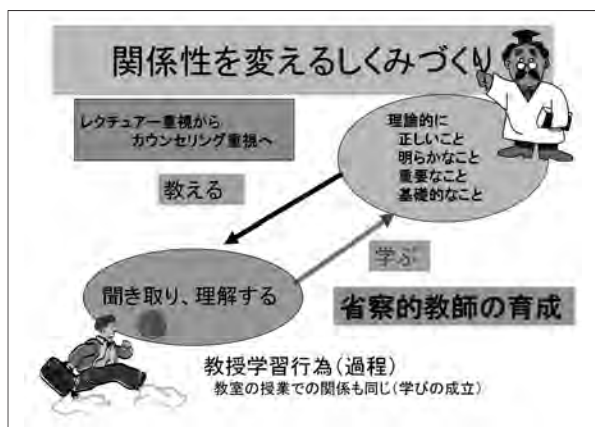 関係性を変えるしくみづくり
レクチュアー重視から
カウンセリング重視へ
理論的に
正しいこと
明らかなこと
重要なこと
基礎的なこと
教える
学ぶ
聞き取り、理解する
省察的教師の育成
教授学習行為(過程)
教室の授業での関係も同じ(学びの成立)